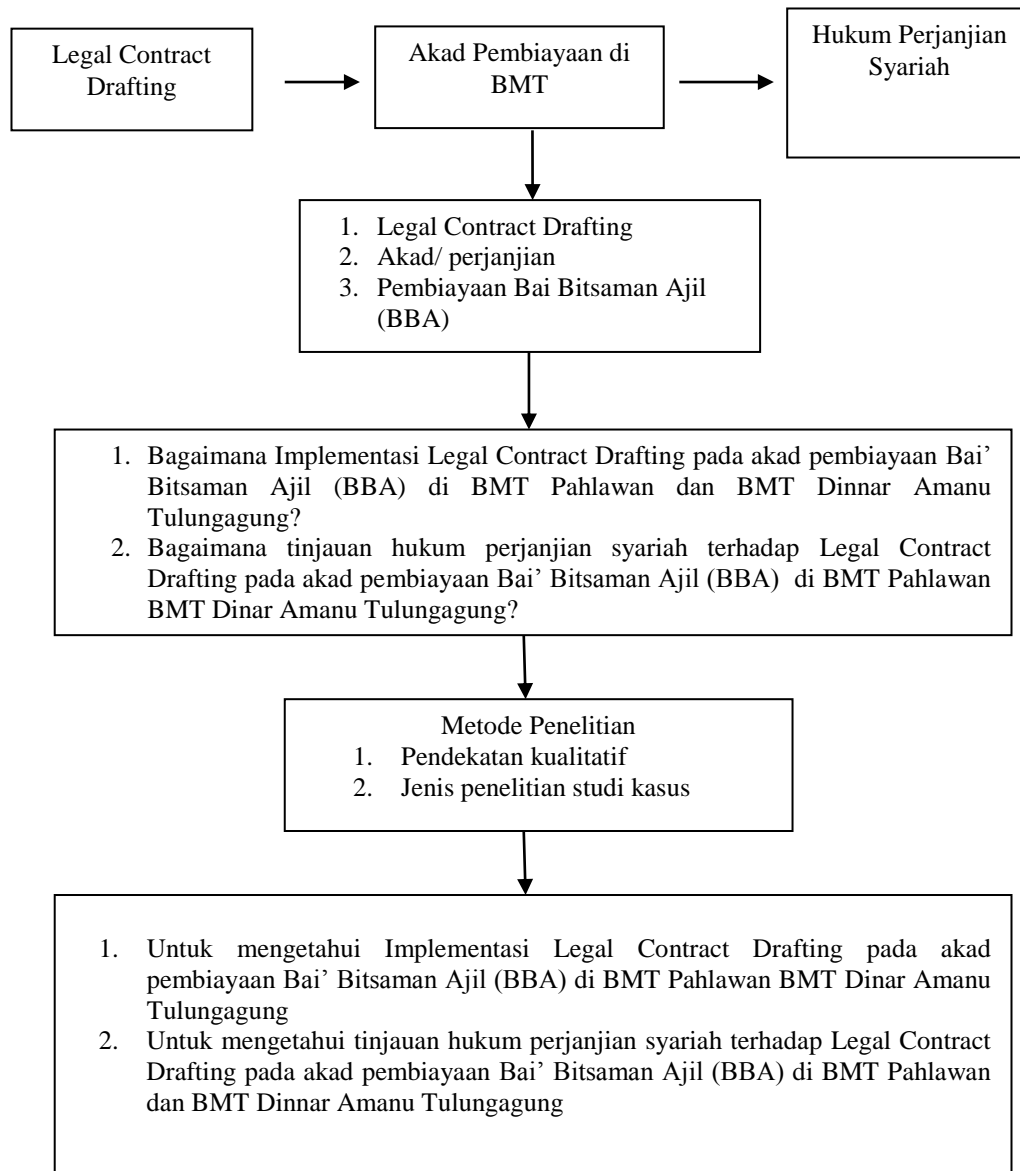 Legal Contract
Drafting
Akad Pembiayaan di
BMT
Hukum Perjanjian
Syariah
1. Legal Contract Drafting
2. Akad/ perjanjian
3. Pembiayaan Bai Bitsaman Ajil
(BBA)
1. Bagaimana Implementasi Legal Contract Drafting pada akad pembiayaan Bai’
Bitsaman Ajil (BBA) di BMT Pahlawan dan BMT Dinnar Amanu
Tulungagung?
2. Bagaimana tinjauan hukum perjanjian syariah terhadap Legal Contract
Drafting pada akad pembiayaan Bai’ Bitsaman Ajil (BBA) di BMT Pahlawan
BMT Dinar Amanu Tulungagung?
Metode Penelitian
1. Pendekatan kualitatif
2. Jenis penelitian studi kasus
1. Untuk mengetahui Implementasi Legal Contract Drafting pada akad
pembiayaan Bai’ Bitsaman Ajil (BBA) di BMT Pahlawan BMT Dinar Amanu
Tulungagung
2. Untuk mengetahui tinjauan hukum perjanjian syariah terhadap Legal Contract
Drafting pada akad pembiayaan Bai’ Bitsaman Ajil (BBA) di BMT Pahlawan
dan BMT Dinnar Amanu Tulungagung